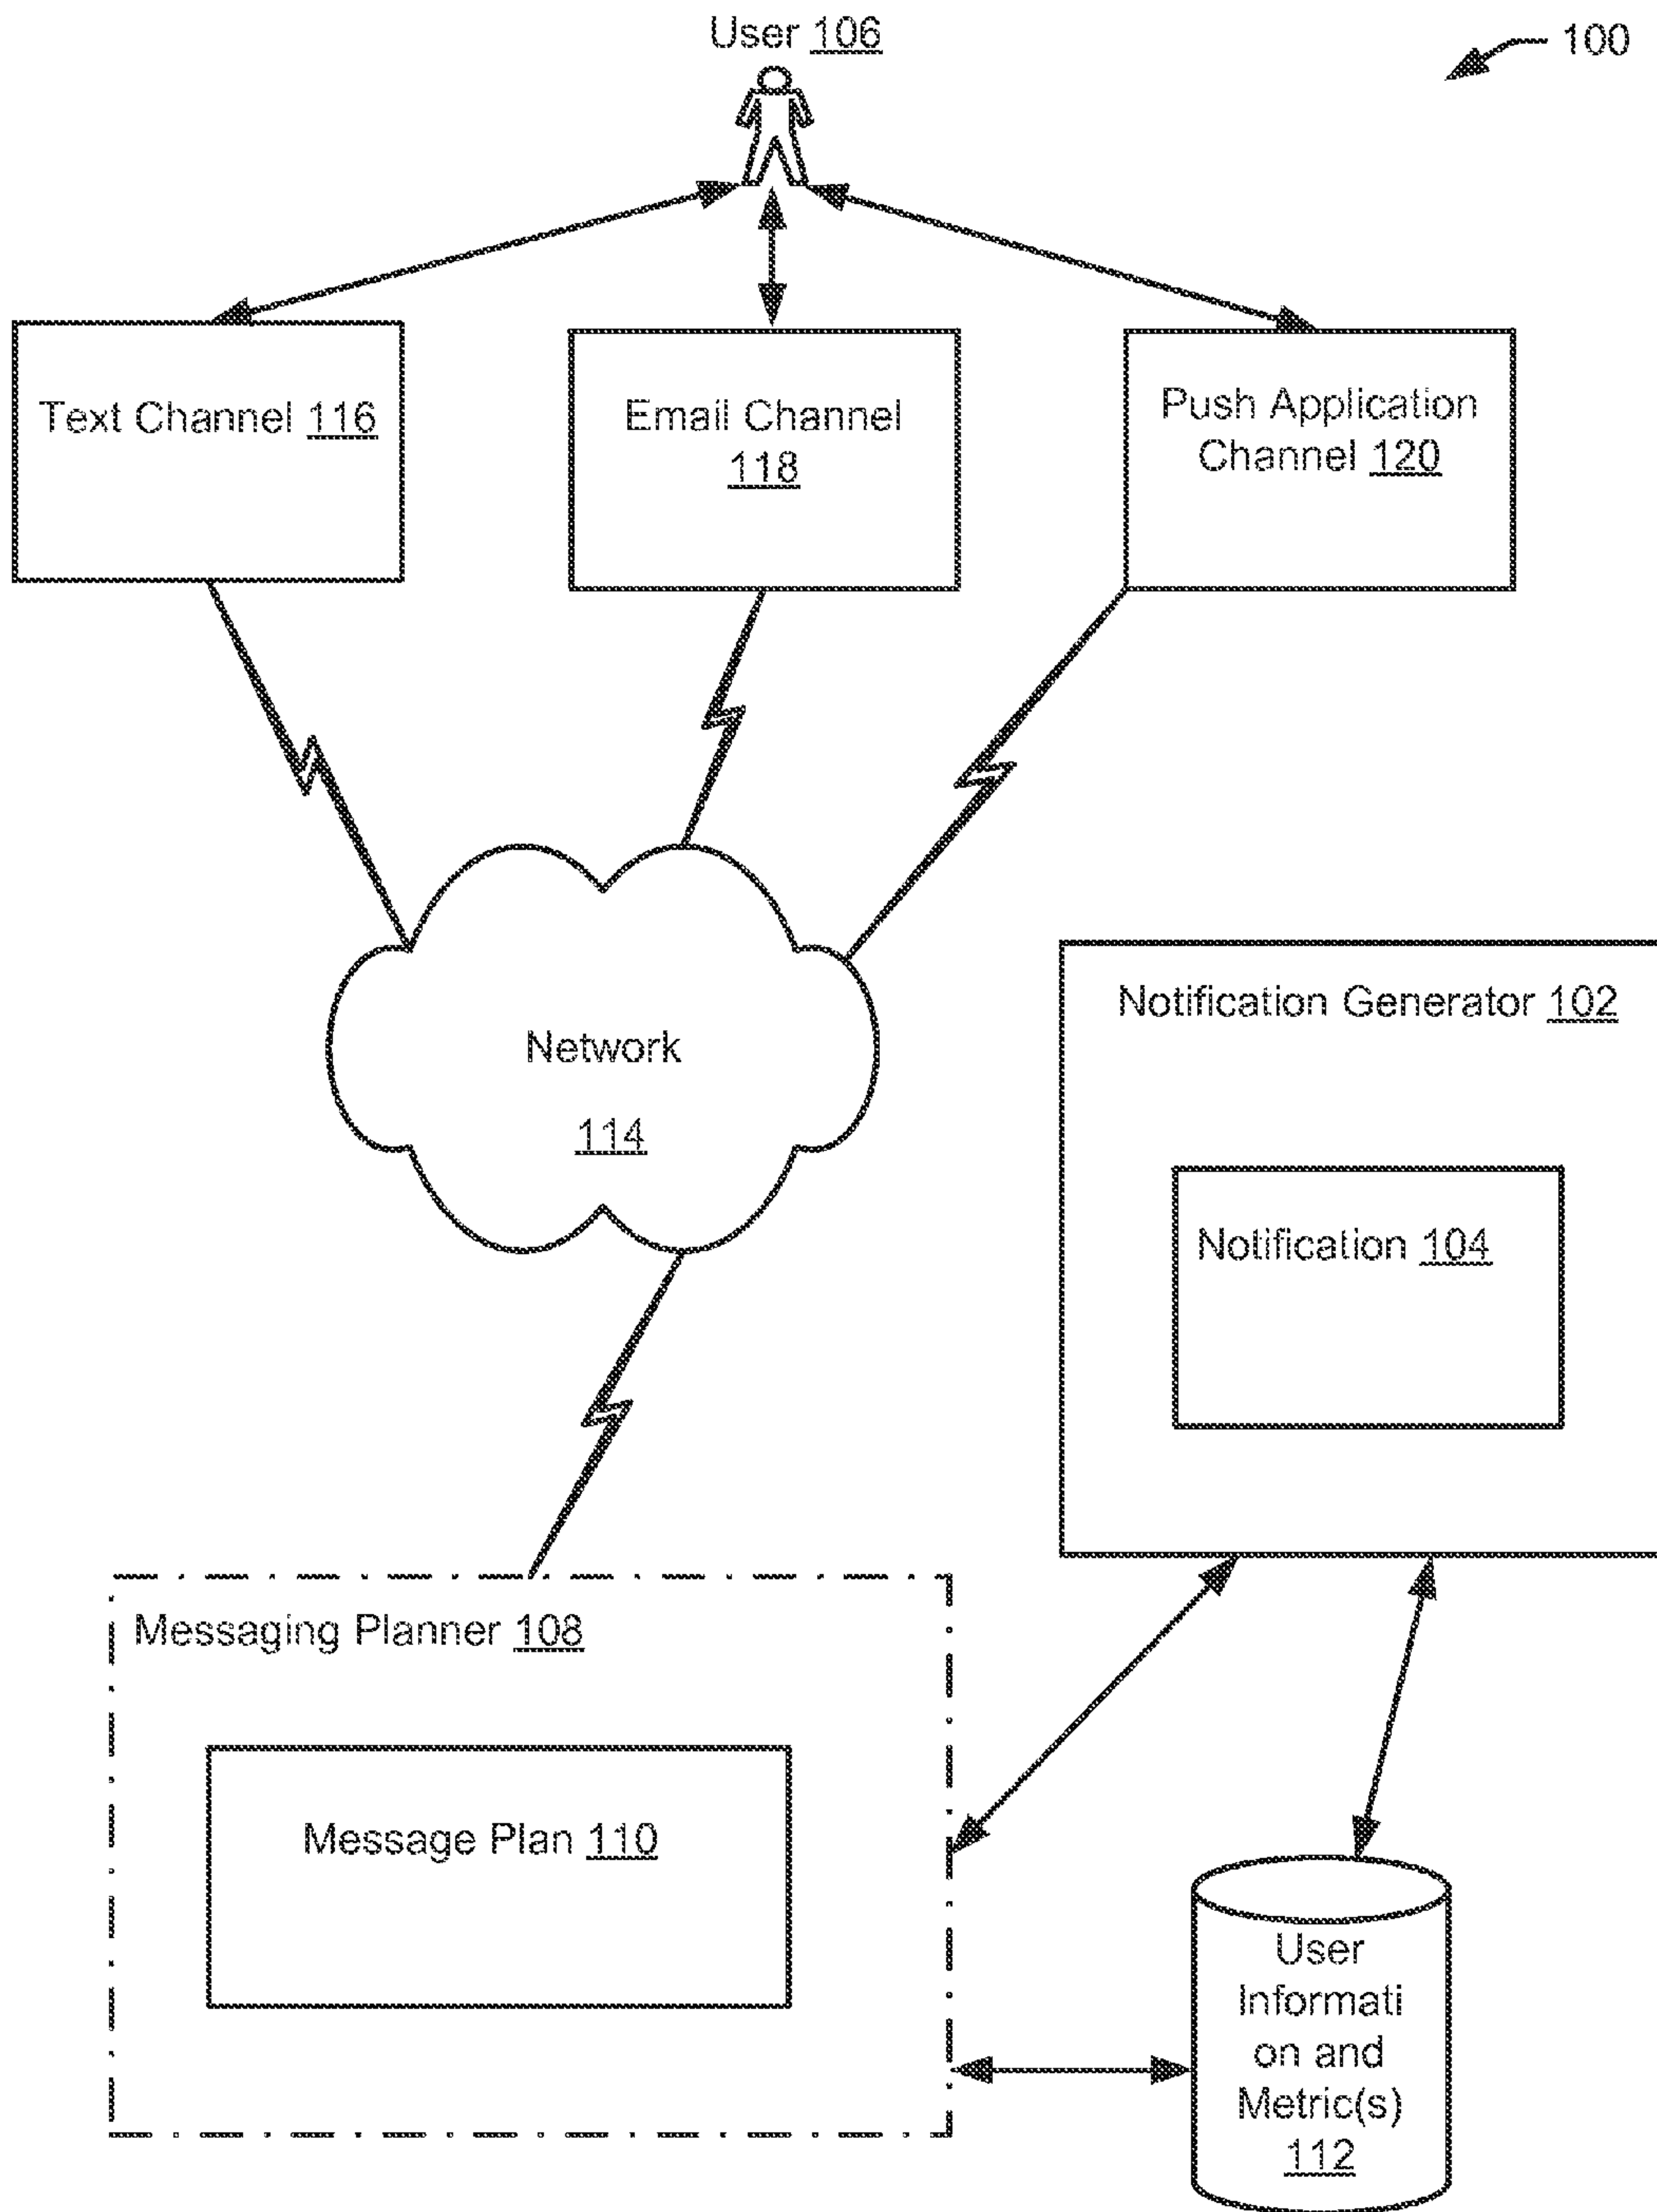 User 106
100
Text Channel 116
Email Channel
118
Push Application
Channel 120
Network
114
Notification Generator 102
Notification 104
Messaging Planner 108
Message Plan 110
User
Informati
on and
Metric(s)
112